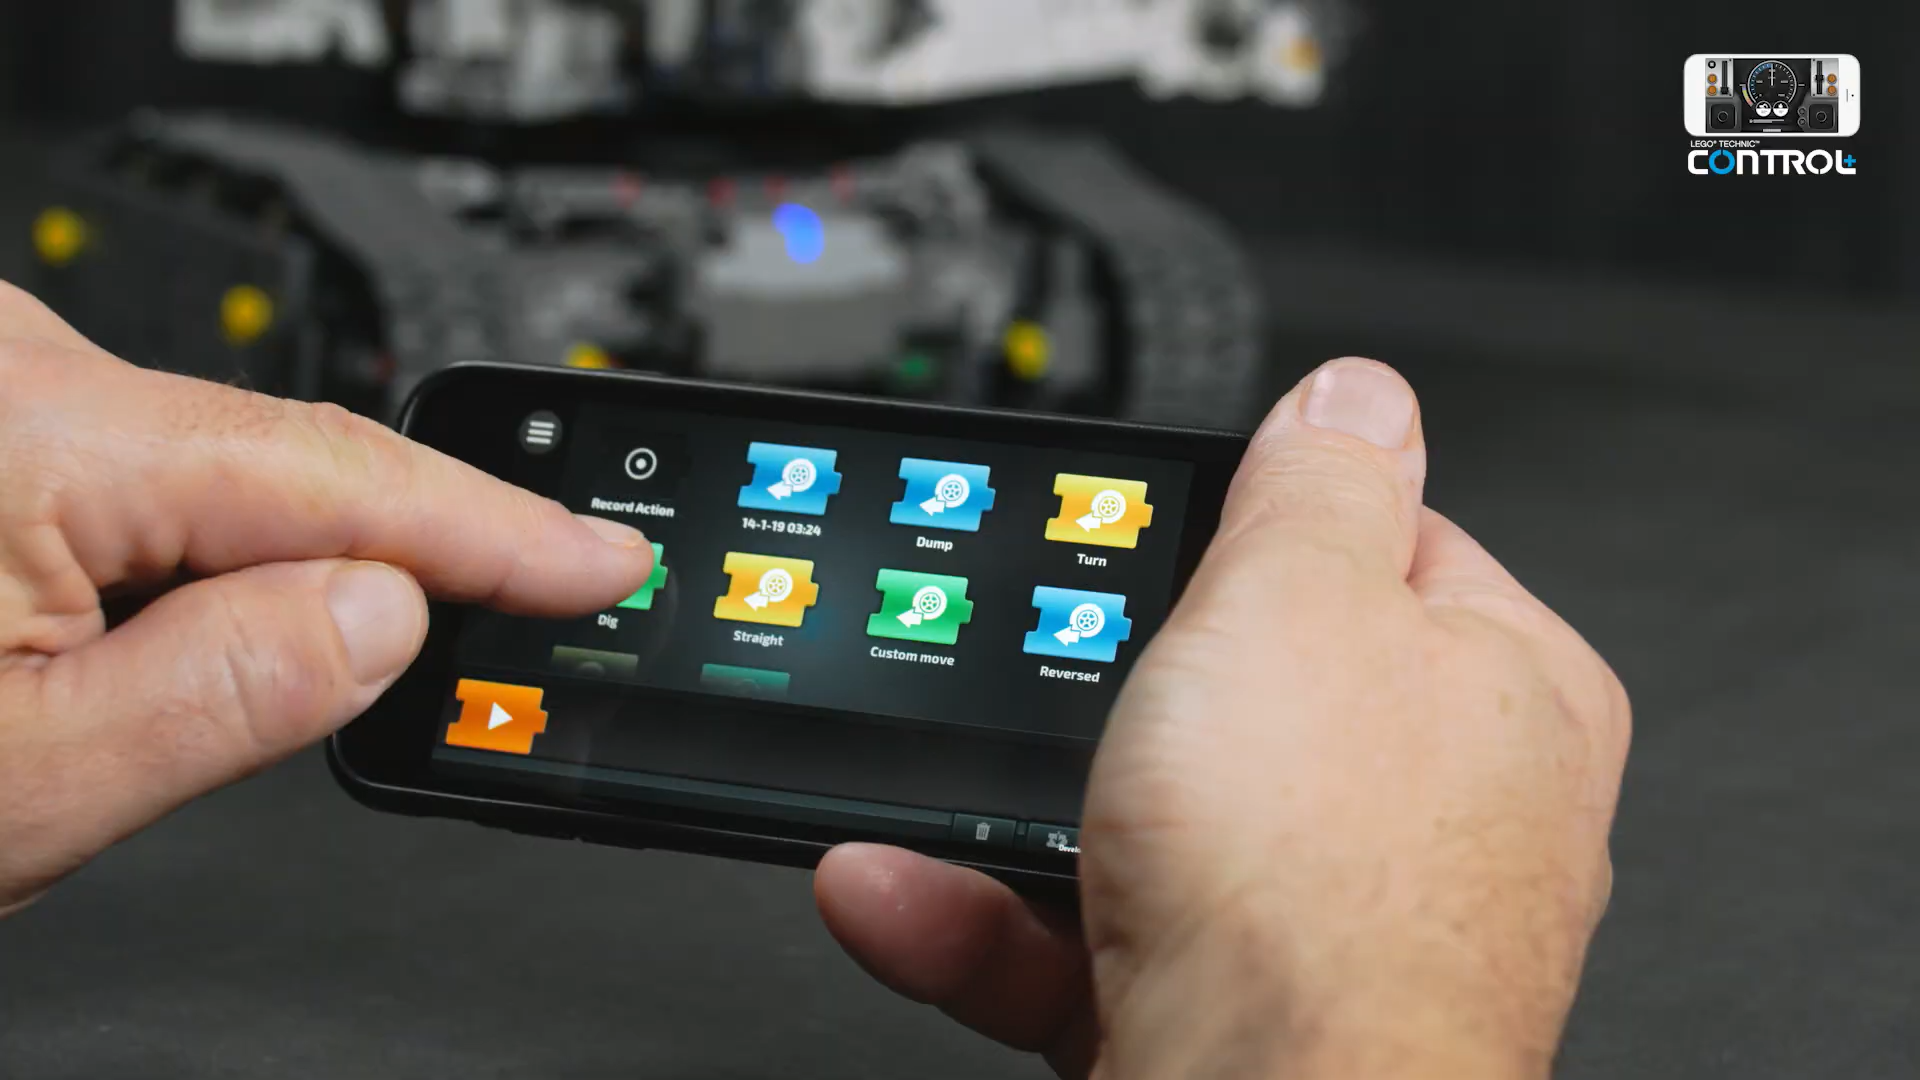 LEGO® TECHNIC™
CONTROL+
Record Action
14-1-19 03:24
Dump
Turn
Dig
Straight
Custom move
Reversed